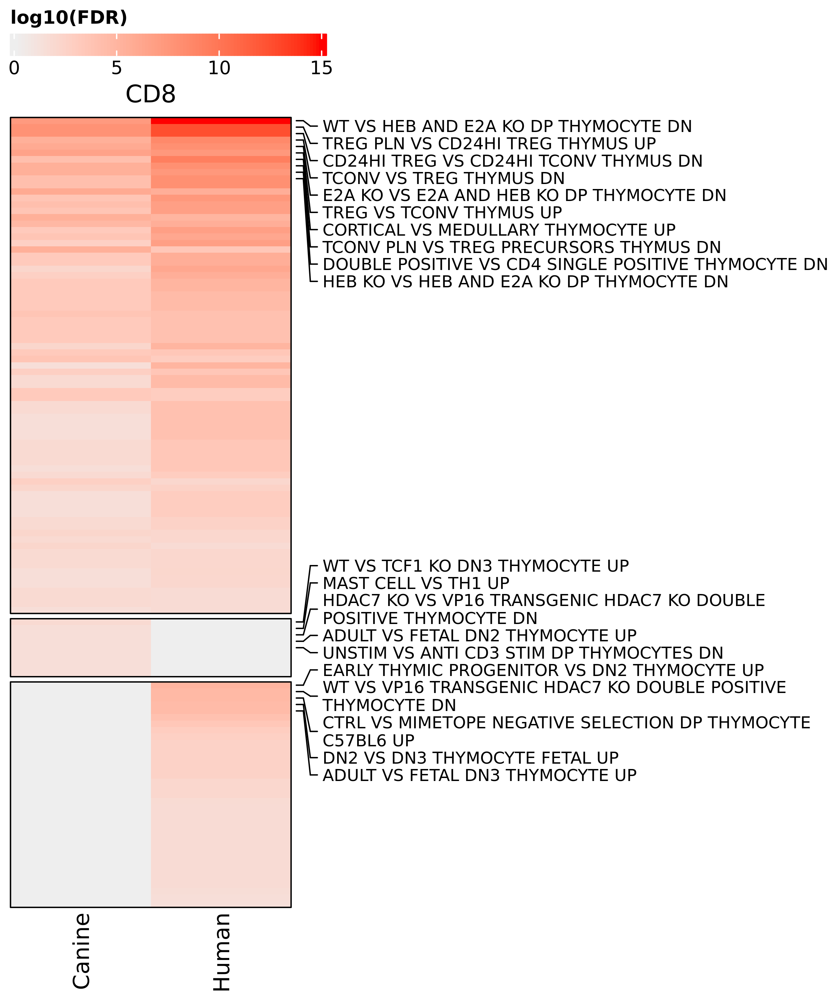 log10(FDR)
0 5 10 15
CD8
WT VS HEB AND E2A KO DP THYMOCYTE DN
TREG PLN VS CD24HI TREG THYMUS UP
CD24HI TREG VS CD24HI TCONV THYMUS DN
TCONV VS TREG THYMUS DN
E2A KO VS E2A AND HEB KO DP THYMOCYTE DN
TREG VS TCONV THYMUS UP
CORTICAL VS MEDULLARY THYMOCYTE UP
TCONV PLN VS TREG PRECURSORS THYMUS DN
DOUBLE POSITIVE VS CD4 SINGLE POSITIVE THYMOCYTE DN
HEB KO VS HEB AND E2A KO DP THYMOCYTE DN
WT VS TCF1 KO DN3 THYMOCYTE UP
MAST CELL VS TH1 UP
HDAC7 KO VS VP16 TRANSGENIC HDAC7 KO DOUBLE
POSITIVE THYMOCYTE DN
ADULT VS FETAL DN2 THYMOCYTE UP
UNSTIM VS ANTI CD3 STIM DP THYMOCYTES DN
EARLY THYMIC PROGENITOR VS DN2 THYMOCYTE UP
WT VS VP16 TRANSGENIC HDAC7 KO DOUBLE POSITIVE
THYMOCYTE DN
CTRL VS MIMETOPE NEGATIVE SELECTION DP THYMOCYTE
C57BL6 UP
DN2 VS DN3 THYMOCYTE FETAL UP
ADULT VS FETAL DN3 THYMOCYTE UP
Canine
Human